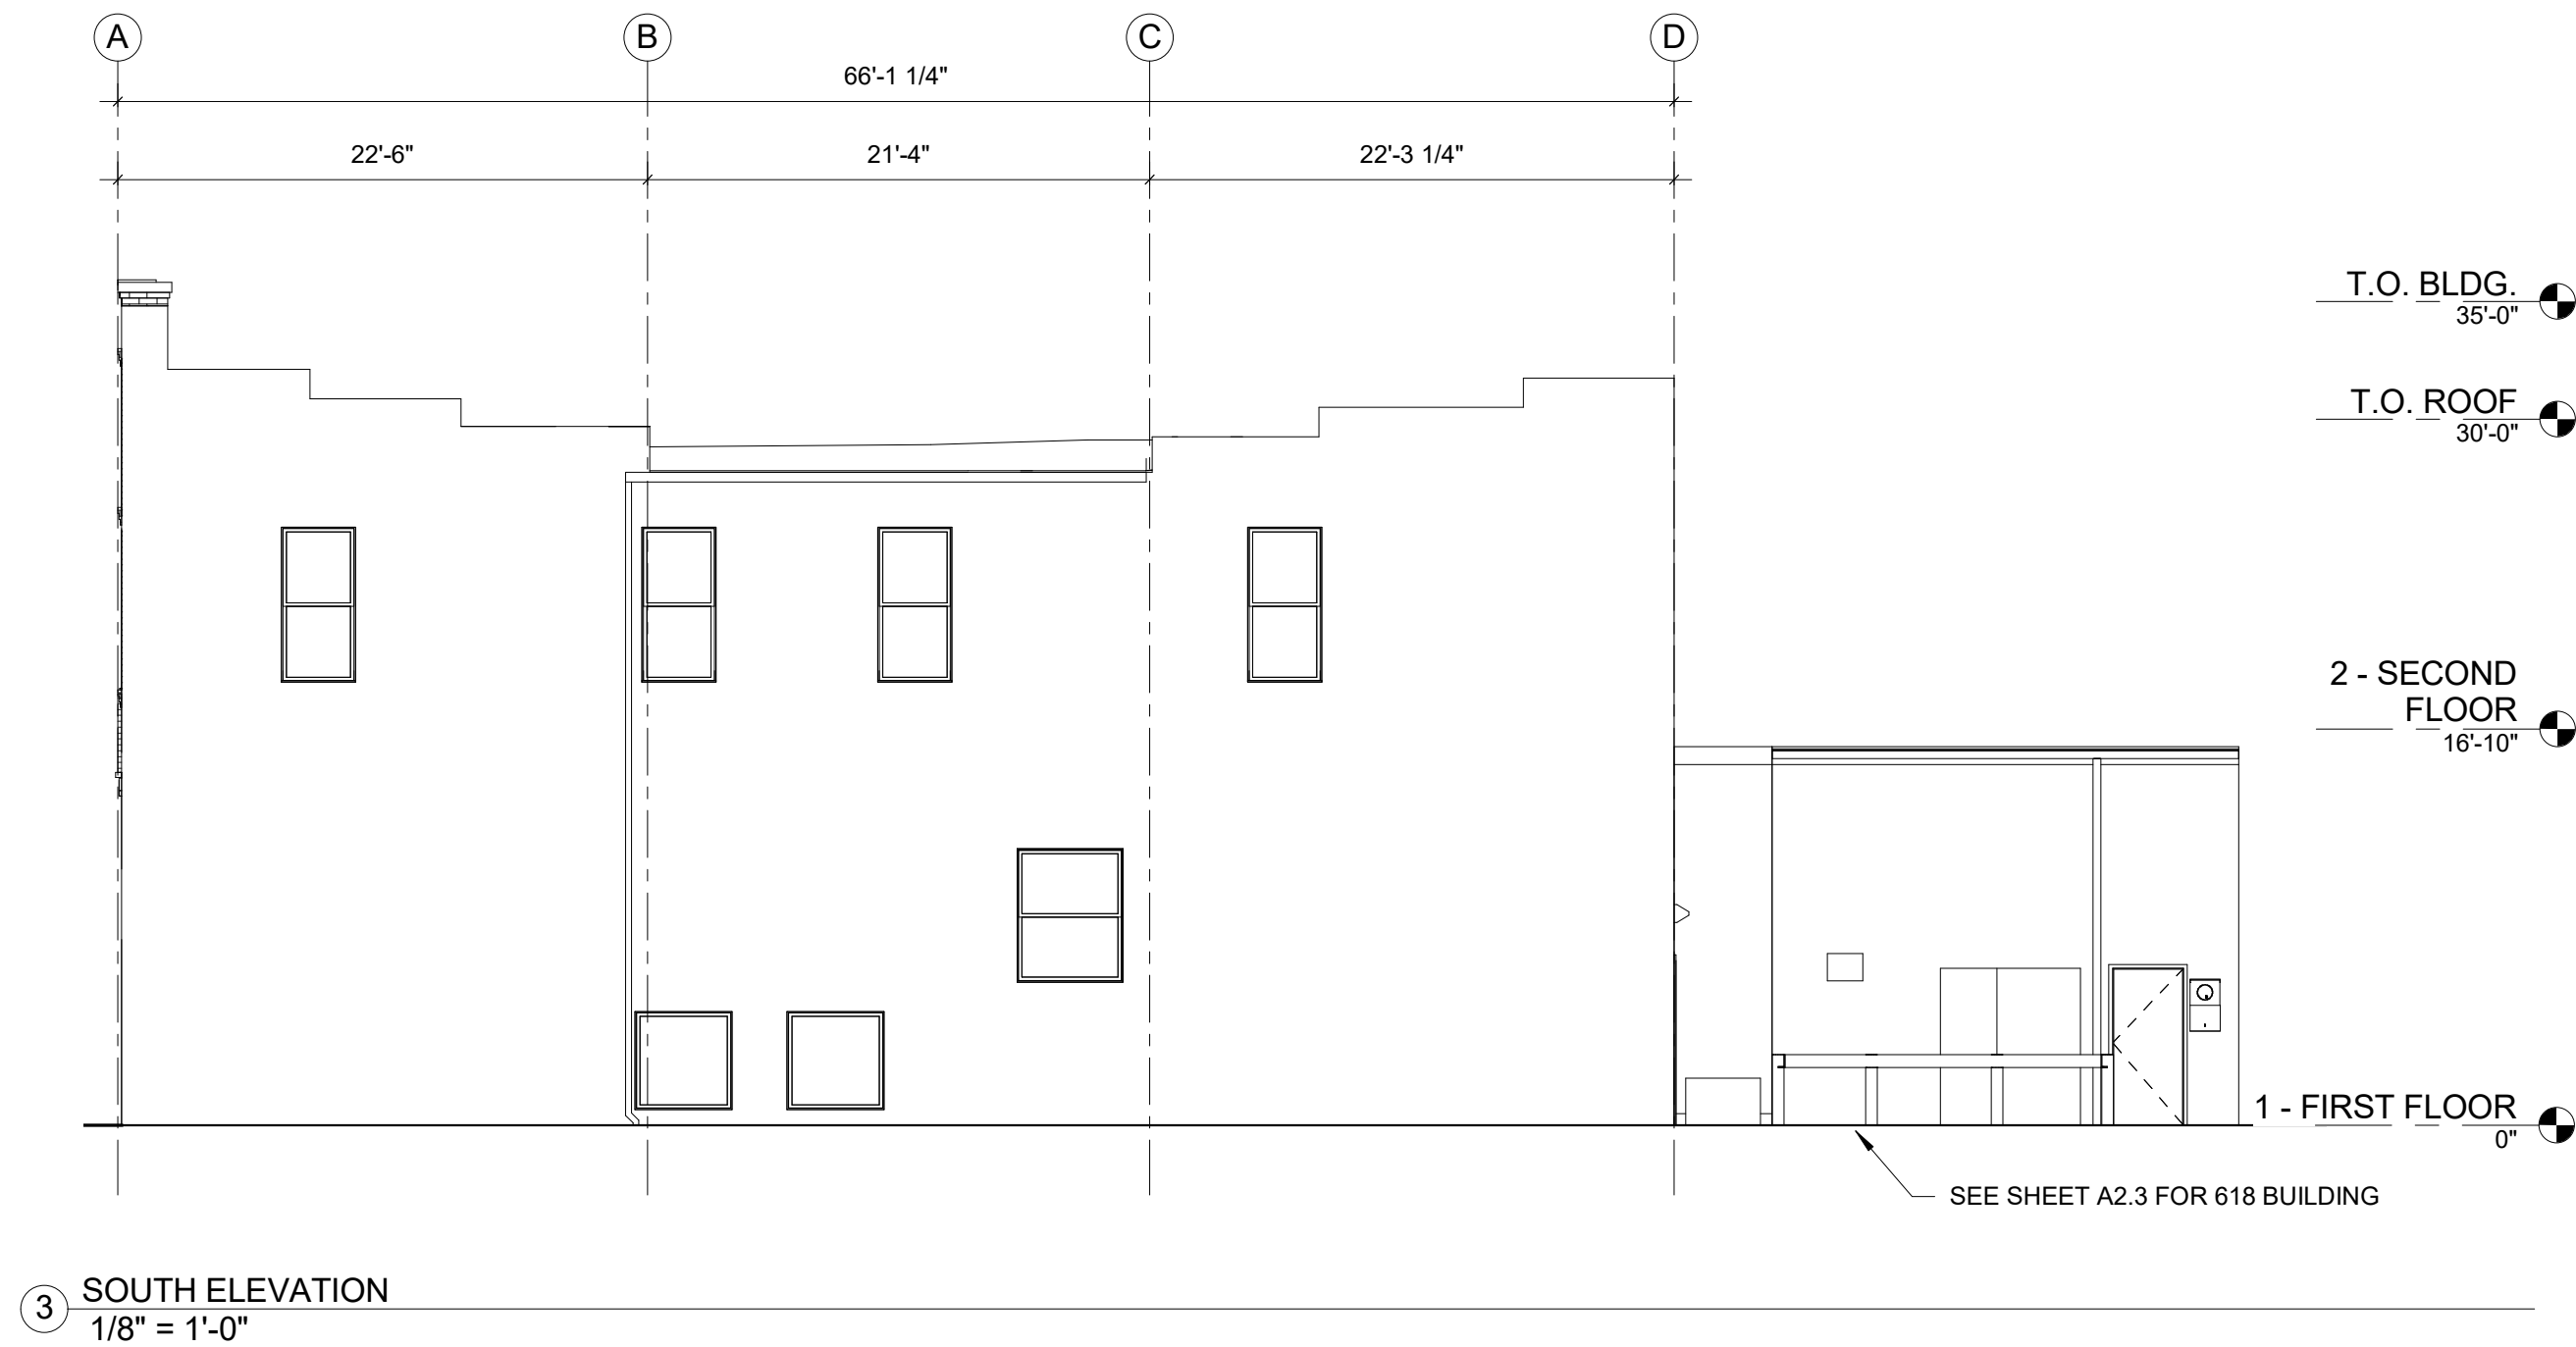 A B C D
66'-1 1/4"
22'-6" 21'-4" 22'-3 1/4"
T.O. BLDG.
35'-0"
T.O. ROOF
30'-0"
2 - SECOND
FLOOR
16'-10"
1 - FIRST FLOOR
0"
SEE SHEET A2.3 FOR 618 BUILDING
3 SOUTH ELEVATION
1/8" = 1'-0"